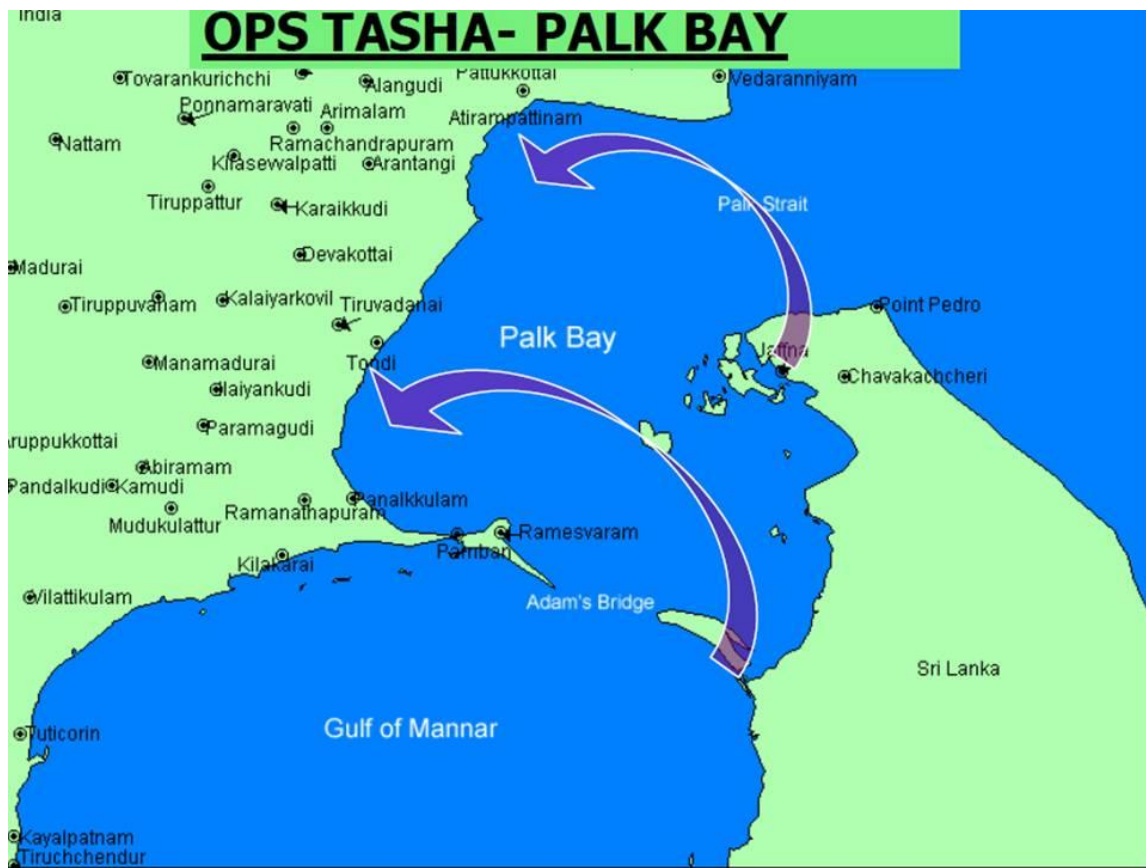 India
OPS TASHA- PALK BAY
Tovarankurichchi
Alangudi
Pattukkottai
Vedaranniyam
Ponnamaravati
Arimalam
Atirampattinam
Nattam
Ramachandrapuram
Kilasevvalpatti
Arantangi
Tiruppattur
Karaikkudi
Palk Strait
Devakottai
Madurai
Tiruppuvanam
Kalaiyarkovil
Tiruvadanai
Point Pedro
Palk Bay
Jaffna
Manamadurai
Tondi
Chavakachcheri
Ilaiyankudi
Paramagudi
Aruppukkottai
Abiramam
Pandalkudi
Kamudi
Panaikkulam
Ramanathapuram
Mudukulattur
Ramesvaram
Pamban
Kilakarai
Vilattikulam
Adam's Bridge
Sri Lanka
Gulf of Mannar
Tuticorin
Kayalpatnam
Tiruchchendur